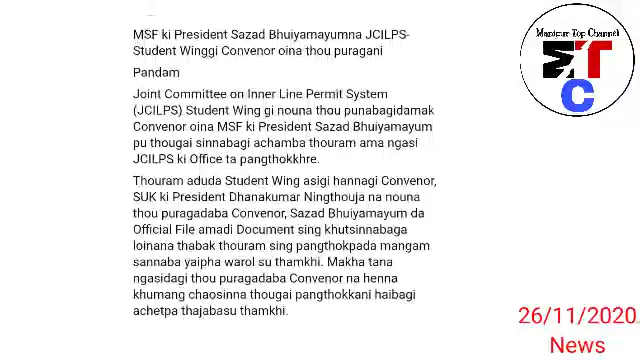 MSF ki President Sazad Bhuiyamayumna JCILPS-
Student Winggi Convenor oina thou puragani
Pandam
Joint Committee on Inner Line Permit System
(JCILPS) Student Wing gi nouna thou punabagidamak
Convenor oina MSF ki President Sazad Bhuiyamayum
pu thougai sinnabagi achamba thouram ama ngasi
JCILPS ki Office ta pangthokkhre.
Thouram aduda Student Wing asigi hannagi Convenor,
SUK ki President Dhanakumar Ningthouja na nouna
thou puragadaba Convenor, Sazad Bhuiyamayum da
Official File amadi Document sing khutsinnabaga
loinana thabak thouram sing pangthokpada mangam
sannaba yaipha warol su thamkhi. Makha tana
ngasidagi thou puragadaba Convenor na henna
khumang chaosinna thougai pangthokkani haibagi
achetpa thajabasu thamkhi.
Manipur Top Channel
MTC
26/11/2020
News